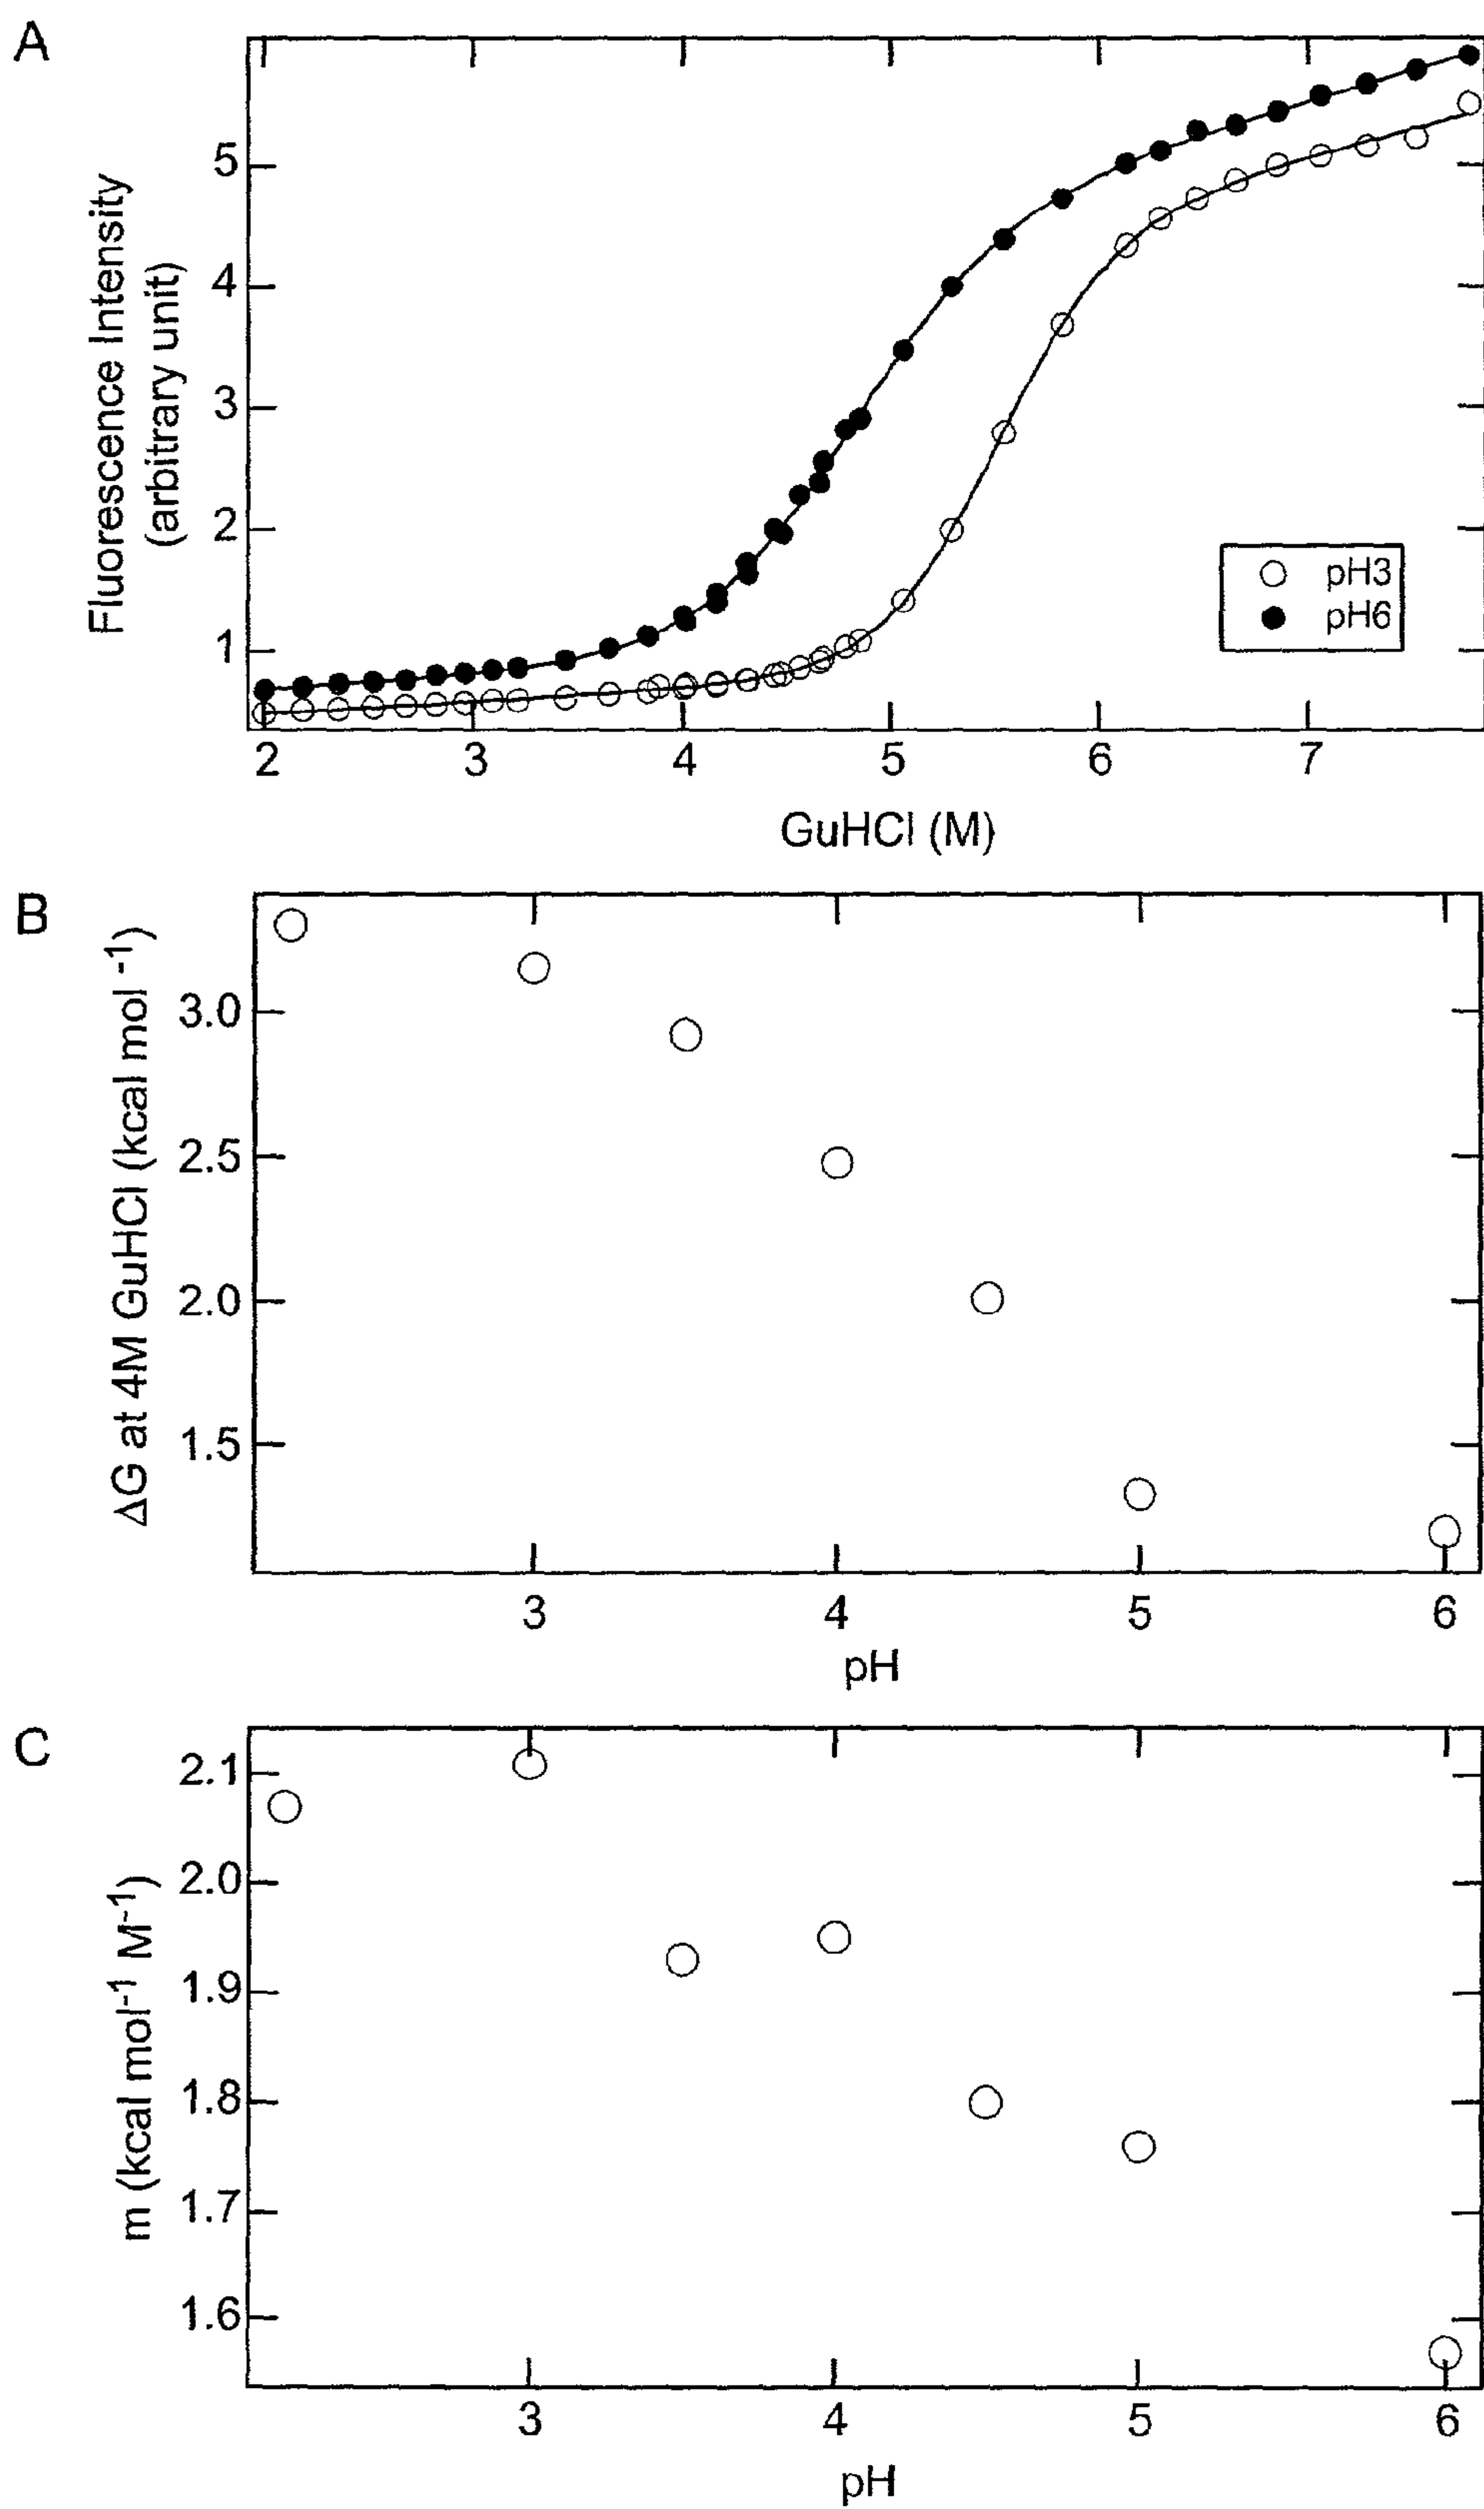 A
Fluorescence Intensity
(arbitrary unit)
5
4
3
2
1
pH3
pH6
2 3 4 5 6 7
GuHCl (M)
B
ΔG at 4M GuHCl (kcal mol -1)
3.0
2.5
2.0
1.5
3 4 5 6
pH
C
m (kcal mol-1 M-1)
2.1
2.0
1.9
1.8
1.7
1.6
3 4 5 6
pH